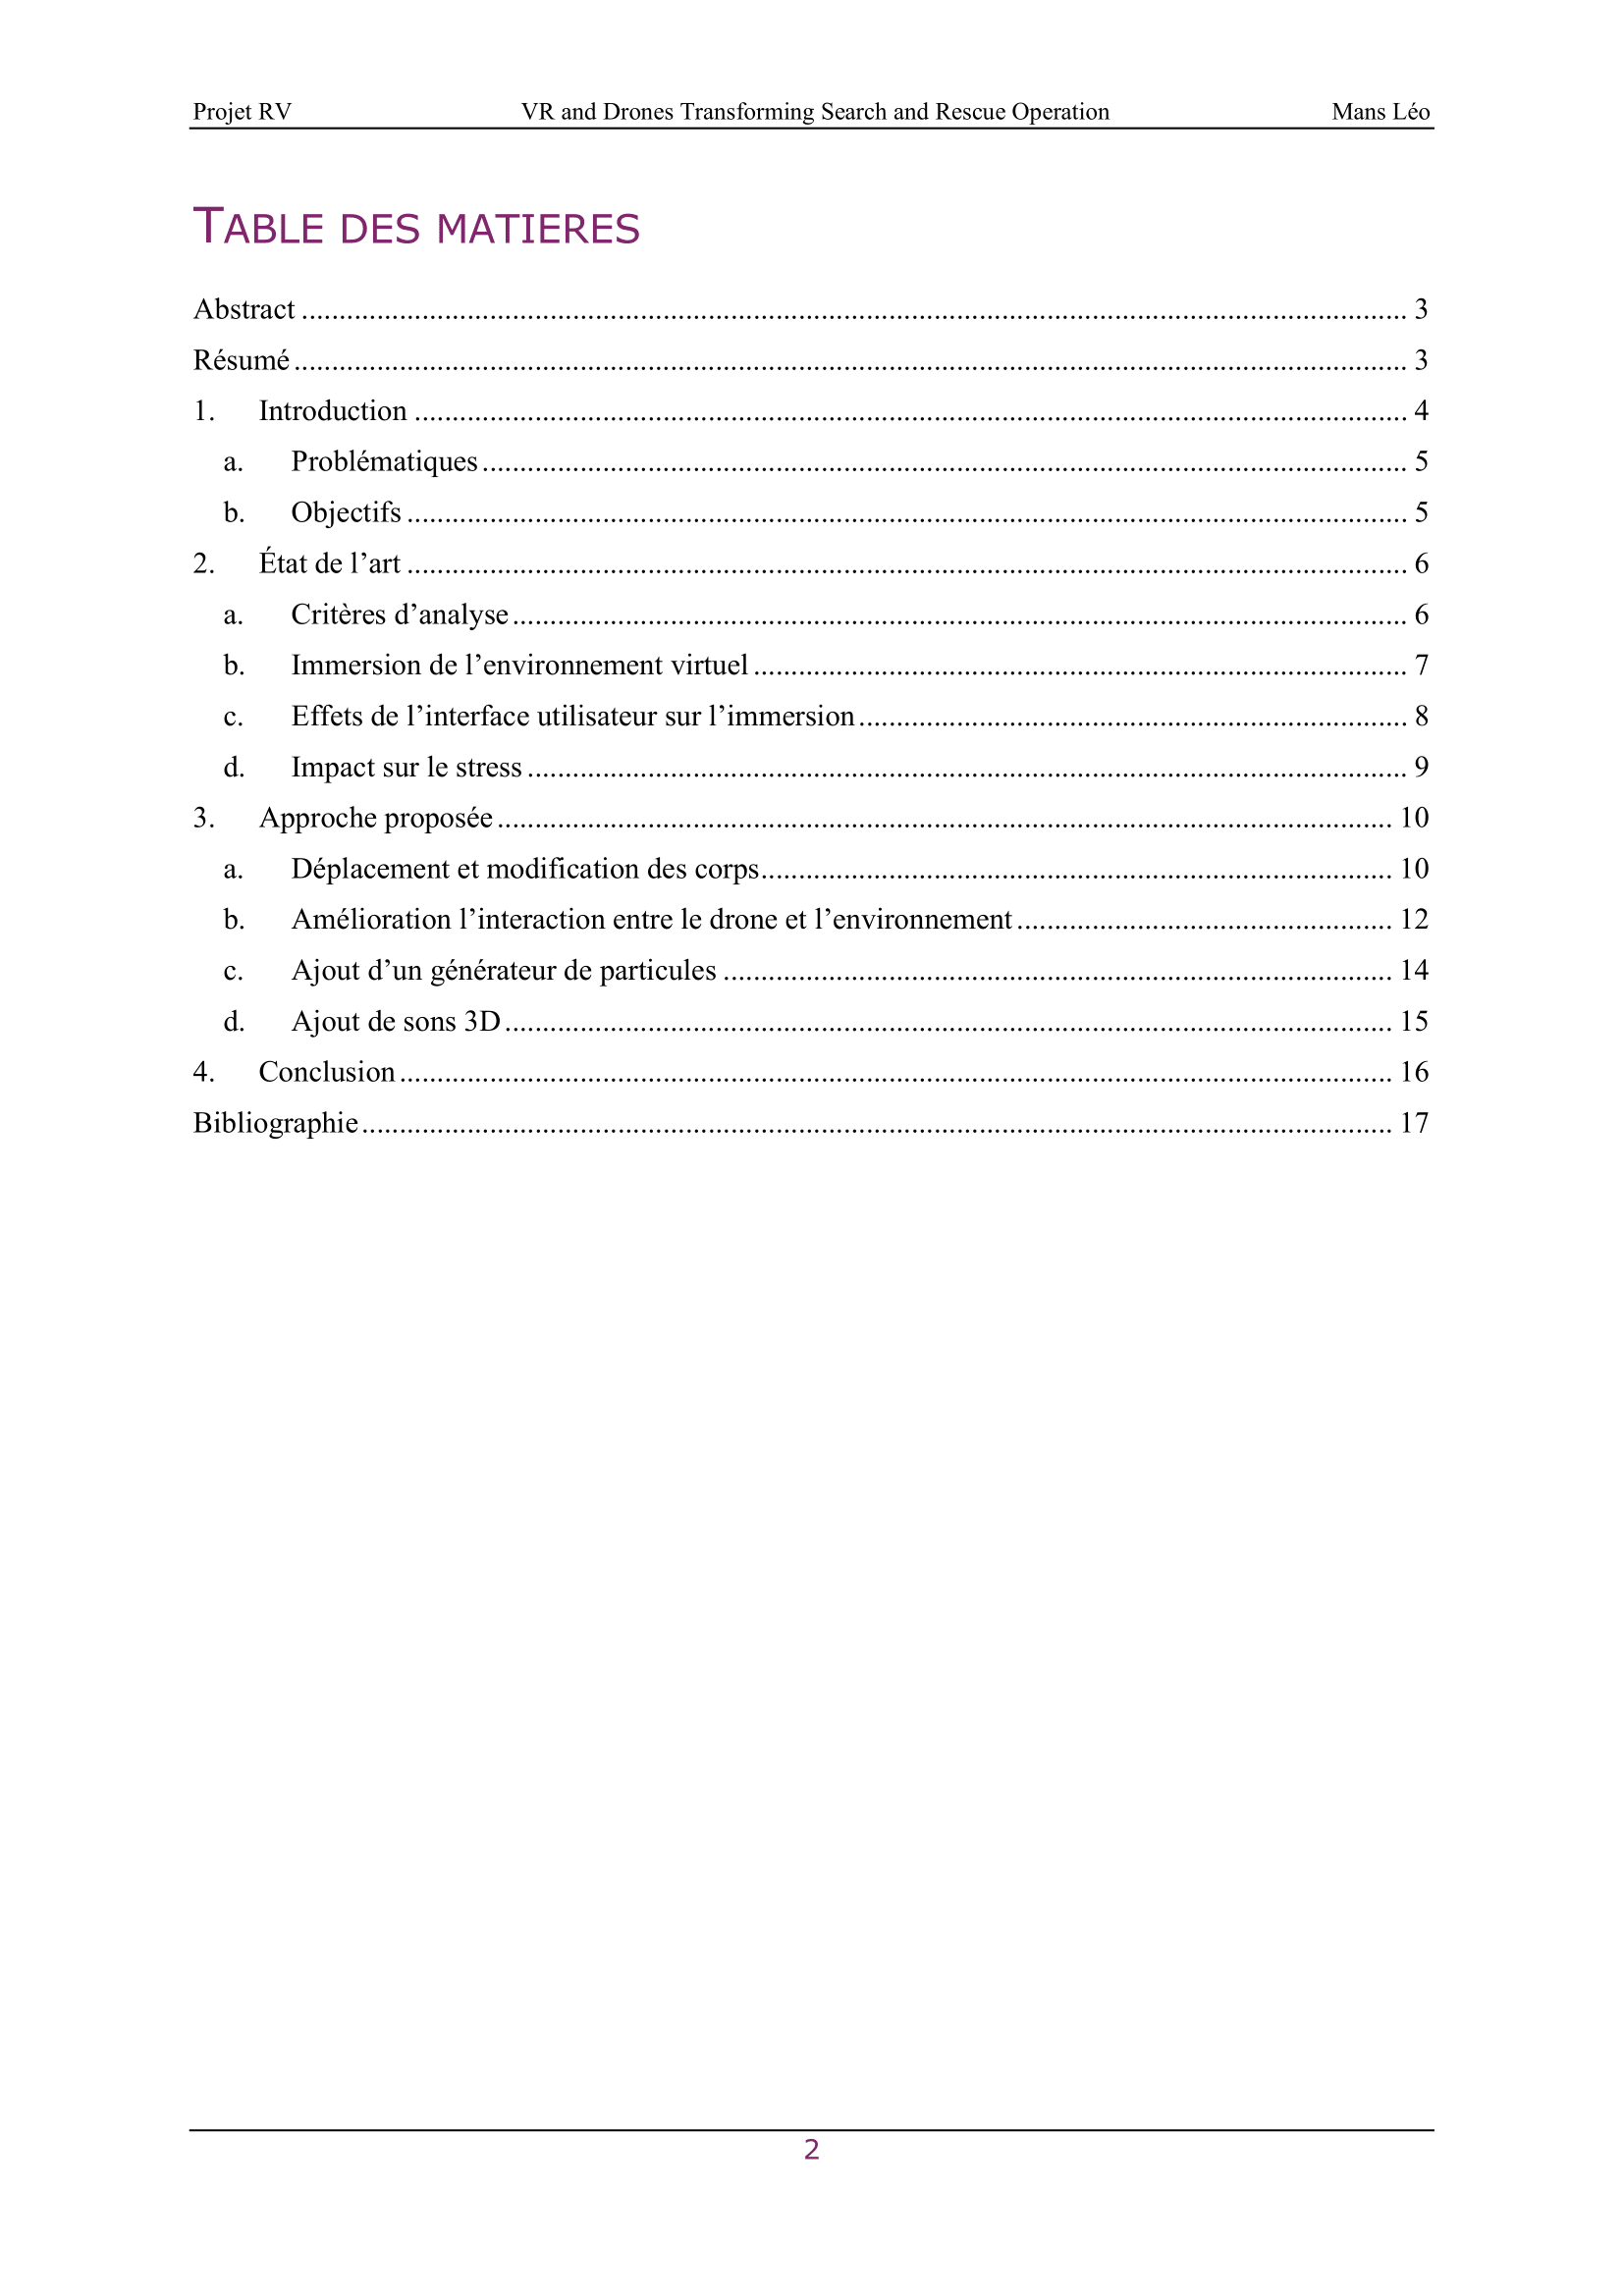 Projet RV VR and Drones Transforming Search and Rescue Operation Mans Léo
TABLE DES MATIERES
Abstract 3
Résumé 3
1. Introduction 4
a. Problématiques 5
b. Objectifs 5
2. État de l’art 6
a. Critères d’analyse 6
b. Immersion de l’environnement virtuel 7
c. Effets de l’interface utilisateur sur l’immersion 8
d. Impact sur le stress 9
3. Approche proposée 10
a. Déplacement et modification des corps 10
b. Amélioration l’interaction entre le drone et l’environnement 12
c. Ajout d’un générateur de particules 14
d. Ajout de sons 3D 15
4. Conclusion 16
Bibliographie 17
2